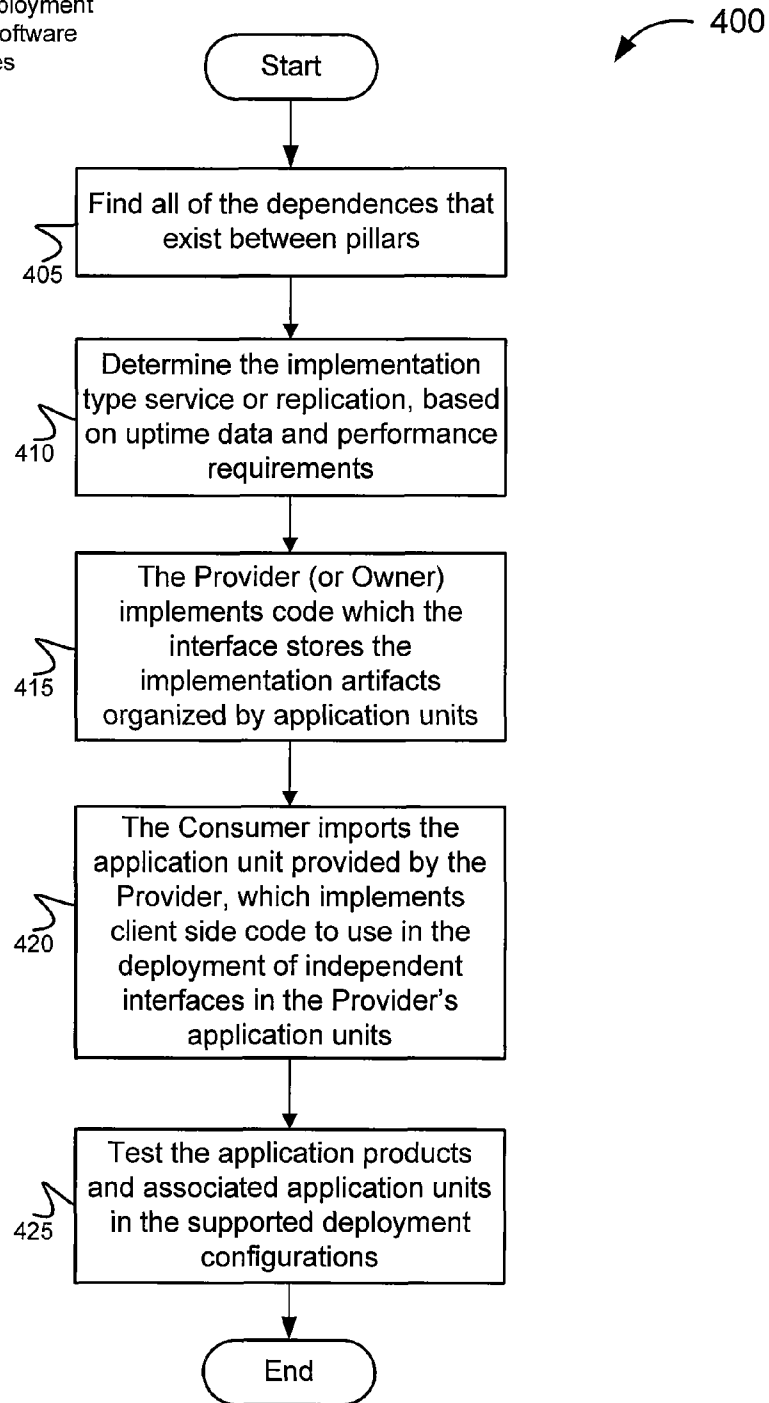 ployment
oftware
es
400
Start
Find all of the dependences that
exist between pillars
405
Determine the implementation
type service or replication, based
on uptime data and performance
requirements
410
The Provider (or Owner)
implements code which the
interface stores the
implementation artifacts
organized by application units
415
The Consumer imports the
application unit provided by the
Provider, which implements
client side code to use in the
deployment of independent
interfaces in the Provider's
application units
420
Test the application products
and associated application units
in the supported deployment
configurations
425
End